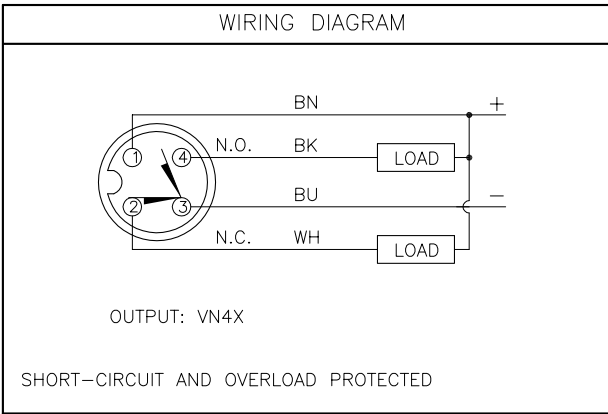 WIRING DIAGRAM
BN +
1 4 N.O. BK LOAD
2 3 BU −
N.C. WH LOAD
OUTPUT: VN4X
SHORT−CIRCUIT AND OVERLOAD PROTECTED